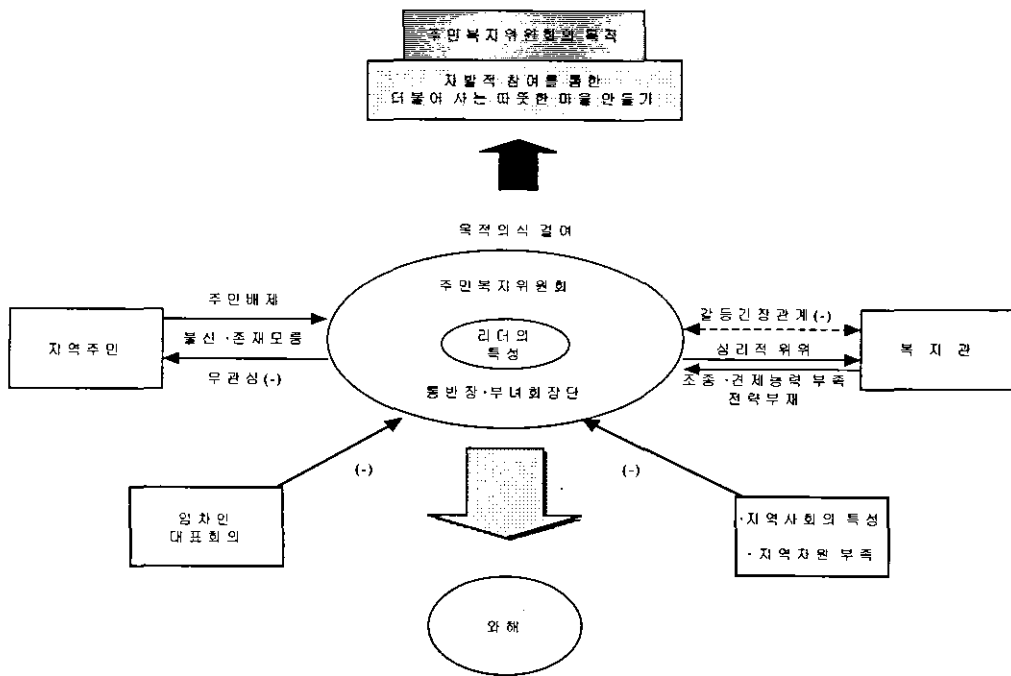 주민복지위원회의 목적
자발적 참여를 통한
더불어 사는 따뜻한 마을 만들기
목적의식 결여
주민복지위원회
리더의
특성
통반장·부녀회장단
지역주민
주민배제
불신·존재모름
무관심(-)
갈등긴장관계(-)
심리적 위위
조종·견제능력 부족
전략부재
복지관
(-)
(-)
임차인
대표회의
·지역사회의 특성
·지역자원 부족
와해